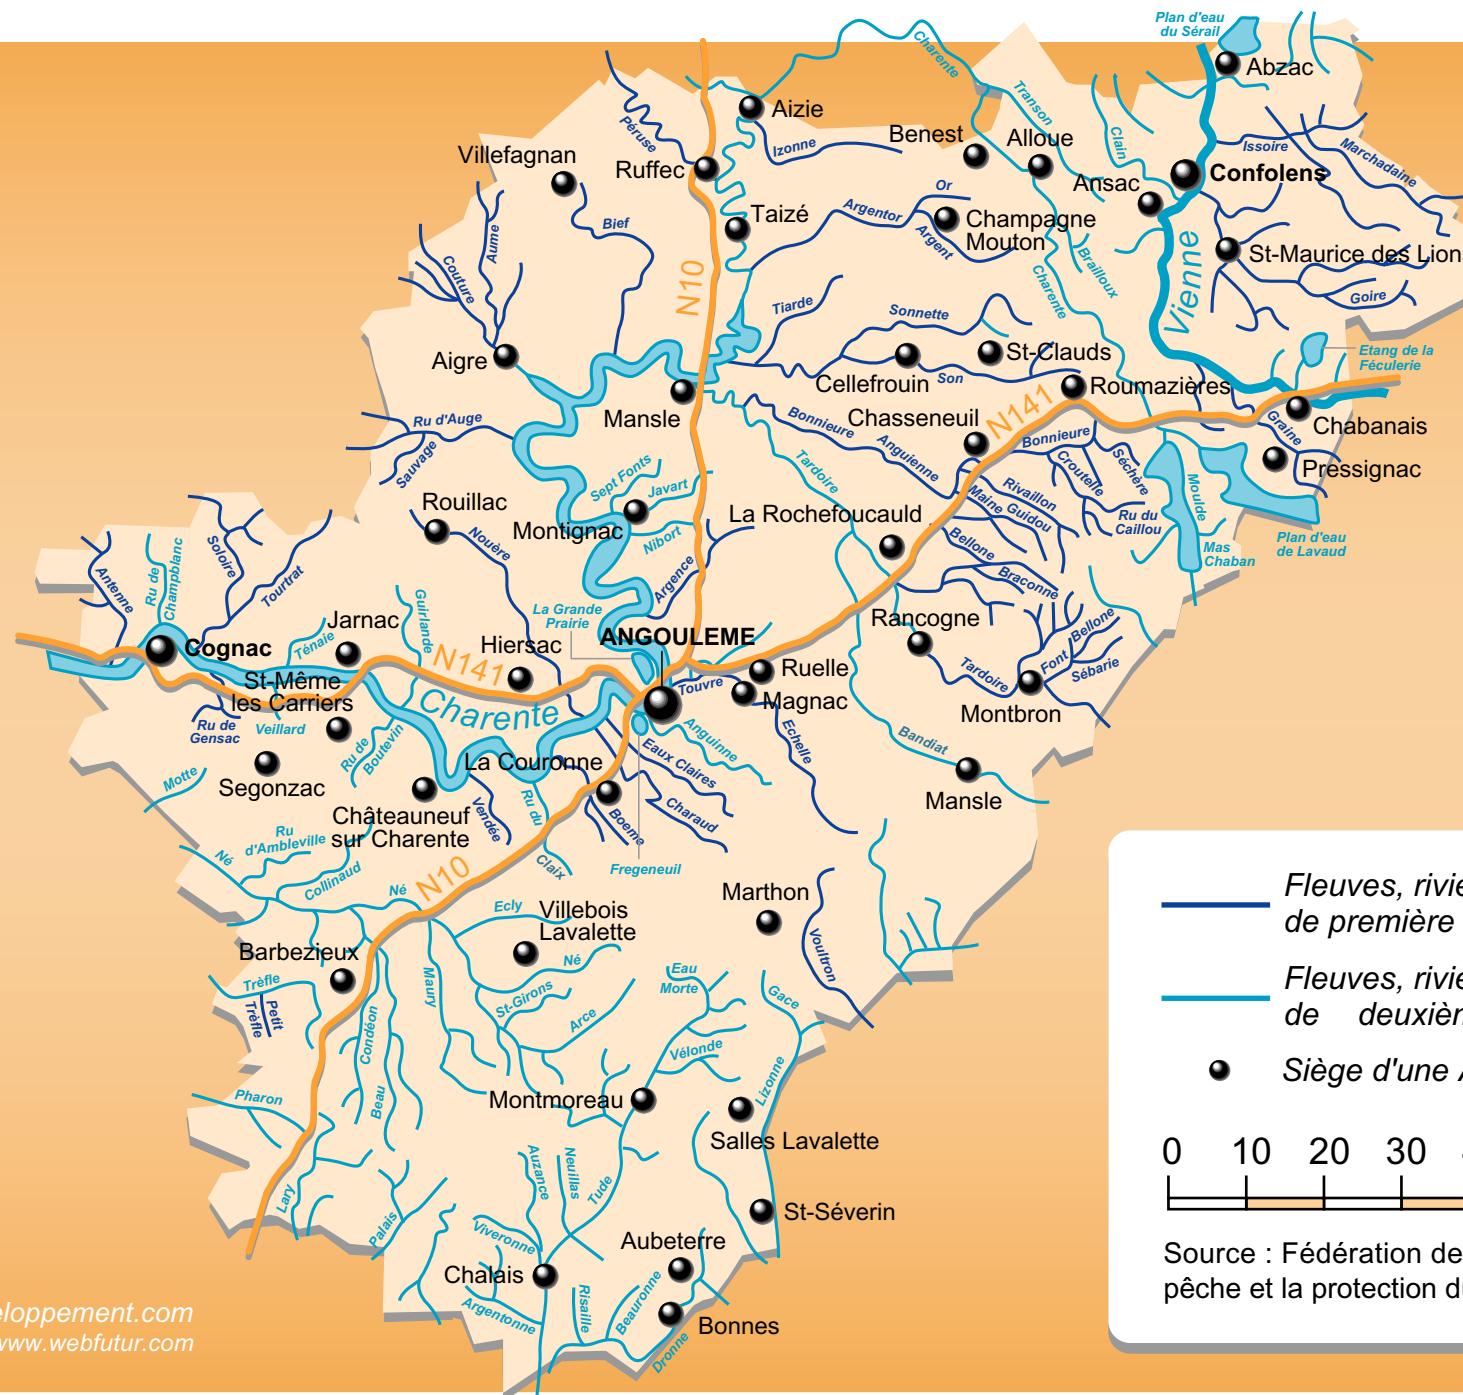 Plan d'eau
du Sérail
Abzac
Charente
Transon
Aizie
Péruse
Izonne
Benest
Alloue
Clain
Issoire
Marchadaine
Villefagnan
Ruffec
Ansac
Confolens
Or
Taizé
Argentor
Champagne
Mouton
Argent
Bief
Aume
Couture
N10
Brailloux
Charente
Vienne
St-Maurice des Lions
Goire
Tiarde
Sonnette
Aigre
St-Clauds
Etang de la
Féculerie
Cellefrouin
Son
Roumazières
Mansle
Chasseneuil
N141
Chabanais
Ru d'Auge
Bonnieure
Anguienne
Bonnieure
Graine
Sauvage
Tardoire
Croutelle
Séchère
Pressignac
Sept Fonts
Javart
Rivaillon
Maine Guidou
Moulde
Rouillac
Montignac
La Rochefoucauld
Ru du
Caillou
Nouère
Nibort
Bellone
Mas
Chaban
Plan d'eau
de Lavaud
Antenne
Ru de
Champblanc
Soloire
Tourtrat
Argence
Braconne
Guirlande
La Grande
Prairie
Rancogne
Bellone
Jarnac
Ténaie
Cognac
Hiersac
ANGOULEME
N141
Ruelle
Font
Sébarie
Tardoire
St-Même
les Carriers
Touvre
Magnac
Montbron
Charente
Ru de
Gensac
Veillard
Ru de
Boutevin
Anguinne
Echelle
Bandiat
Eaux Claires
La Couronne
Motte
Segonzac
Mansle
Châteauneuf
sur Charente
Vendée
Ru du
Claix
Boeme
Charaud
Ru
d'Ambleville
Né
Collinaud
Fregeneuil
N10
Né
Marthon
Ecly
Villebois
Lavalette
Voultron
Barbezieux
Né
Eau
Morte
Trèfle
Petit
Trèfle
Maury
St-Girons
Gace
Condéon
Arce
Vélonde
Beau
Lizonne
Pharon
Montmoreau
Salles Lavalette
Auzance
Neuillas
Tude
Lary
Palais
St-Séverin
Viveronne
Aubeterre
Chalais
Risaille
Beauronne
Argentonne
Bonnes
Dronne
eloppement.com
www.webfutur.com
Fleuves, riviè
de première
Fleuves, riviè
de deuxièn
Siège d'une A
0 10 20 30
Source : Fédération de
pêche et la protection du